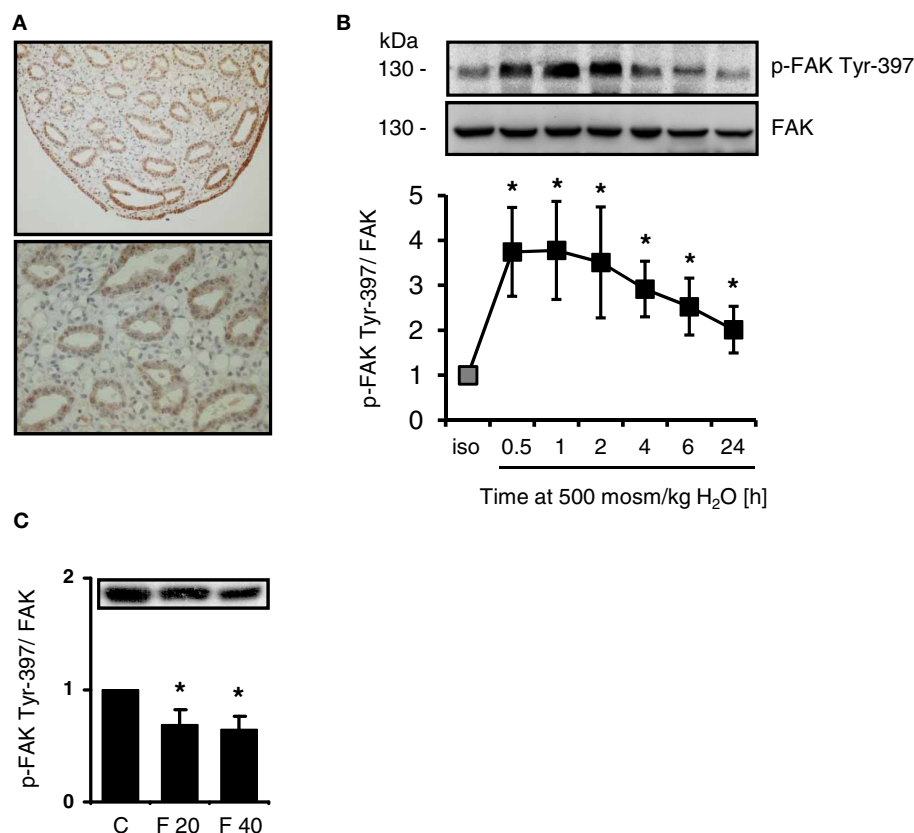 A
B
kDa
130 -
p-FAK Tyr-397
130 -
FAK
p-FAK Tyr-397/ FAK
5
4
3
2
1
0
* * * * * *
iso 0.5 1 2 4 6 24
Time at 500 mosm/kg H₂O [h]
C
p-FAK Tyr-397/ FAK
2
1
0
* *
C F 20 F 40